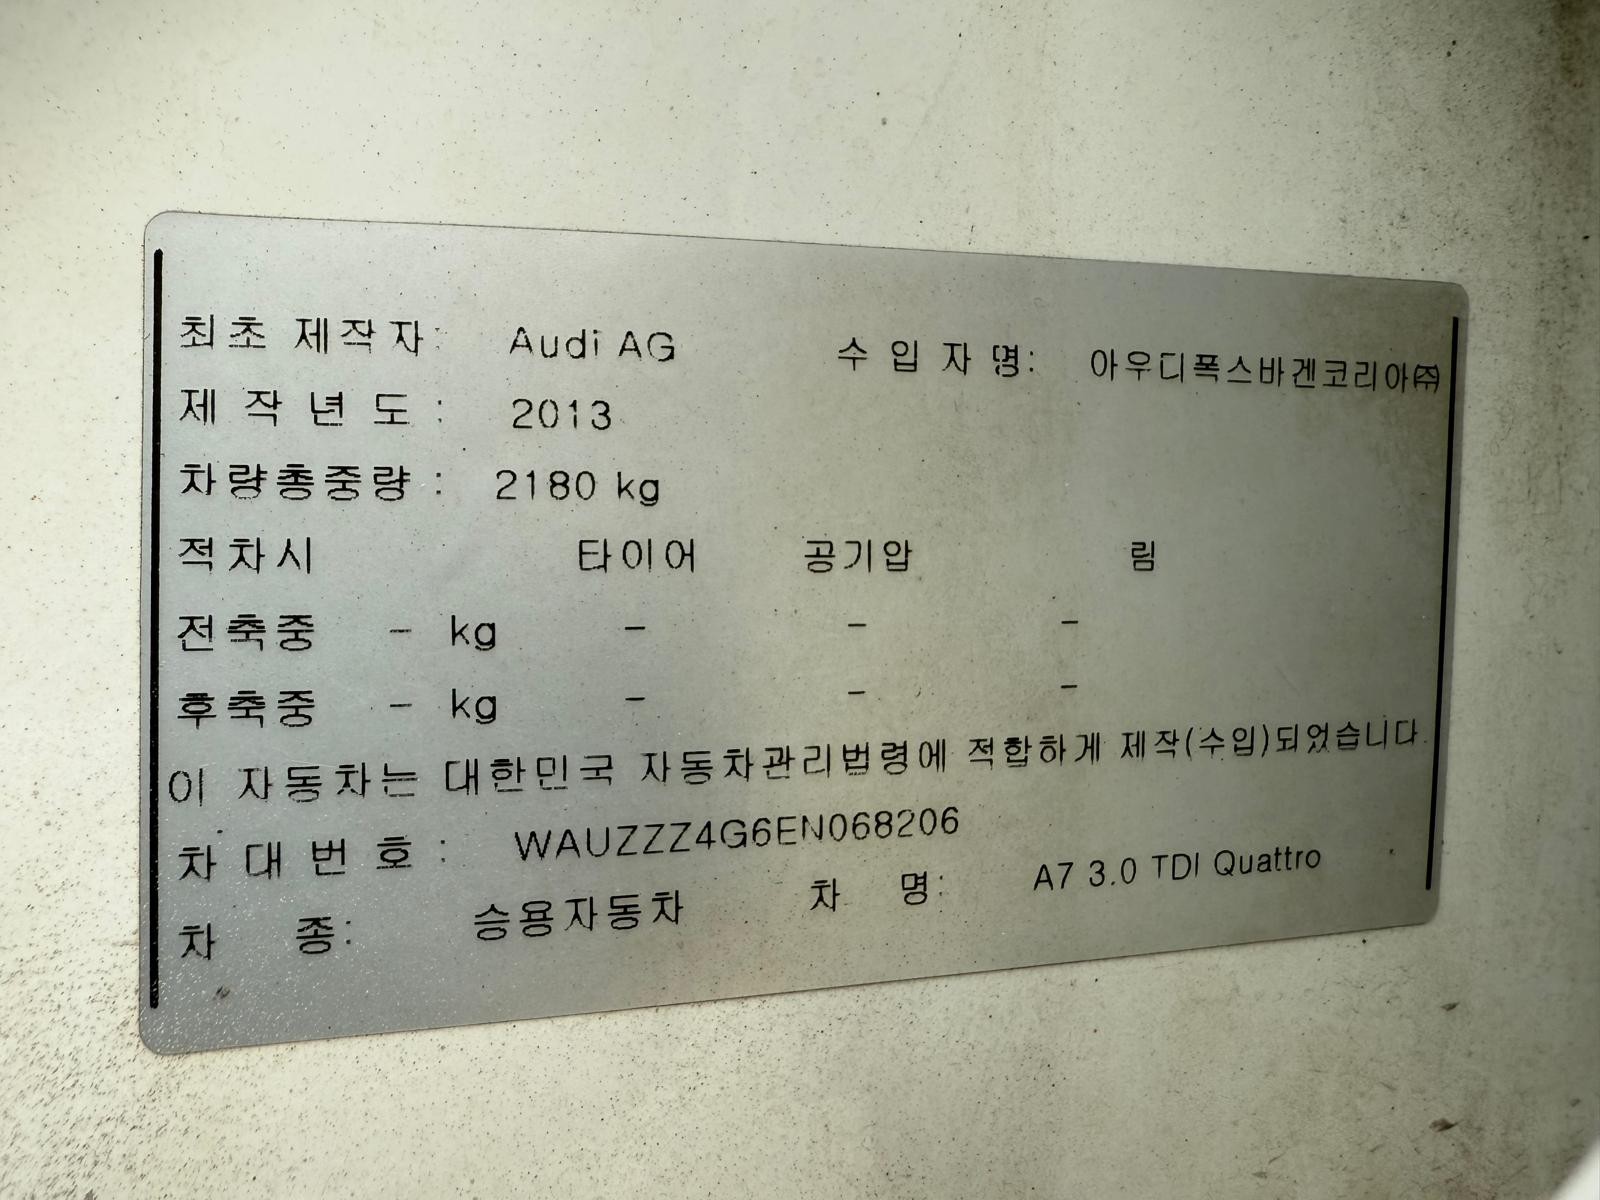 최초 제작자: Audi AG 수 입 자 명: 아우디폭스바겐코리아㈜
제 작 년 도 : 2013
차량총중량 : 2180 kg
적차시 타이어 공기압 림
전축중 - kg - - -
후축중 - kg - - -
이 자동차는 대한민국 자동차관리법령에 적합하게 제작(수입)되었습니다.
차 대 번 호 : WAUZZZ4G6EN068206
차 종: 승용자동차 차 명: A7 3.0 TDI Quattro